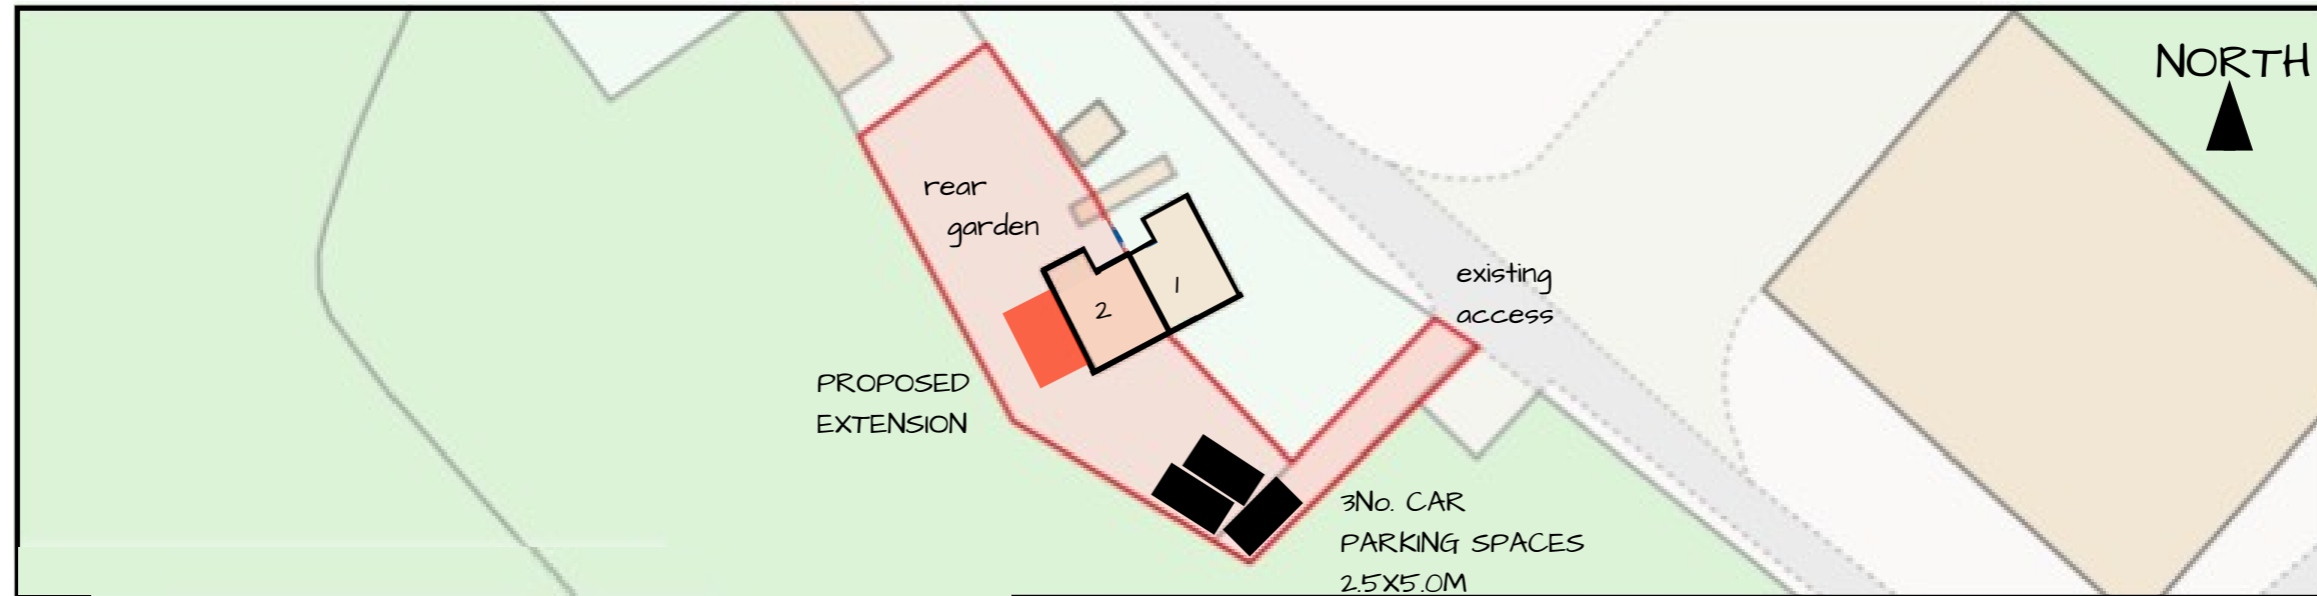 NORTH
rear
garden
1
2
existing
access
PROPOSED
EXTENSION
3No. CAR
PARKING SPACES
2.5X5.0M